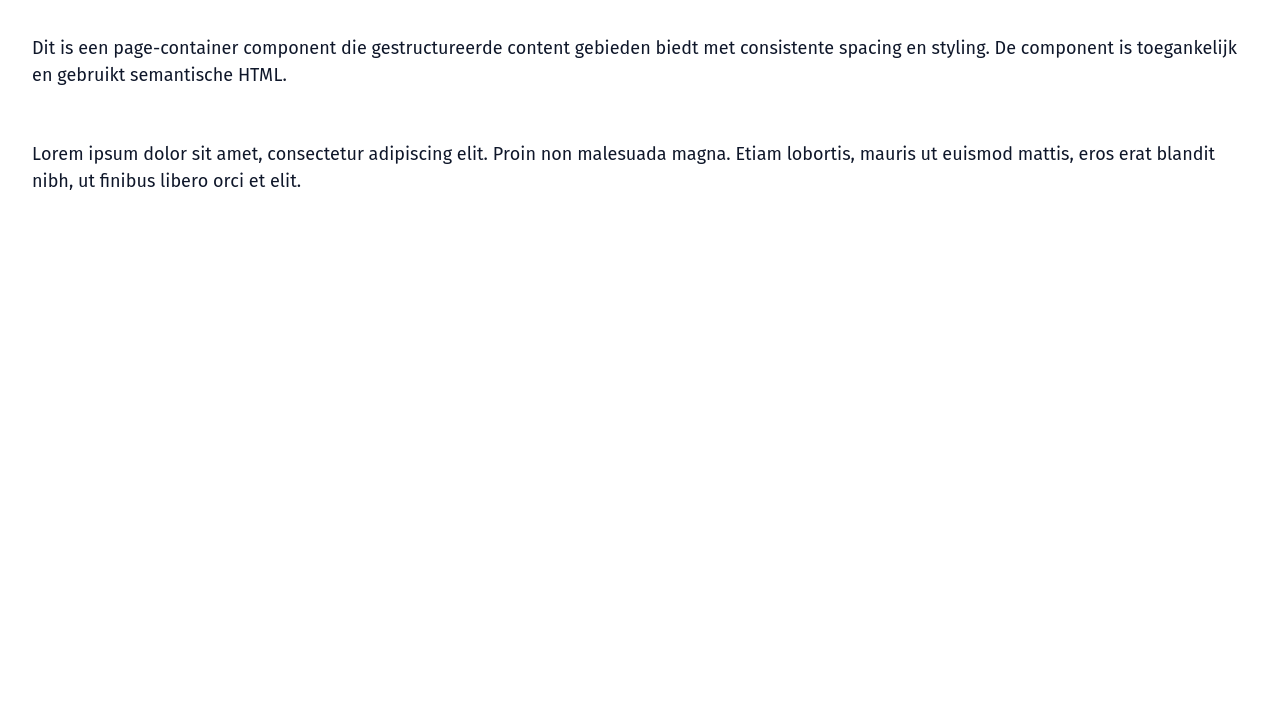 Dit is een page-container component die gestructureerde content gebieden biedt met consistente spacing en styling. De component is toegankelijk
en gebruikt semantische HTML.
Lorem ipsum dolor sit amet, consectetur adipiscing elit. Proin non malesuada magna. Etiam lobortis, mauris ut euismod mattis, eros erat blandit
nibh, ut finibus libero orci et elit.